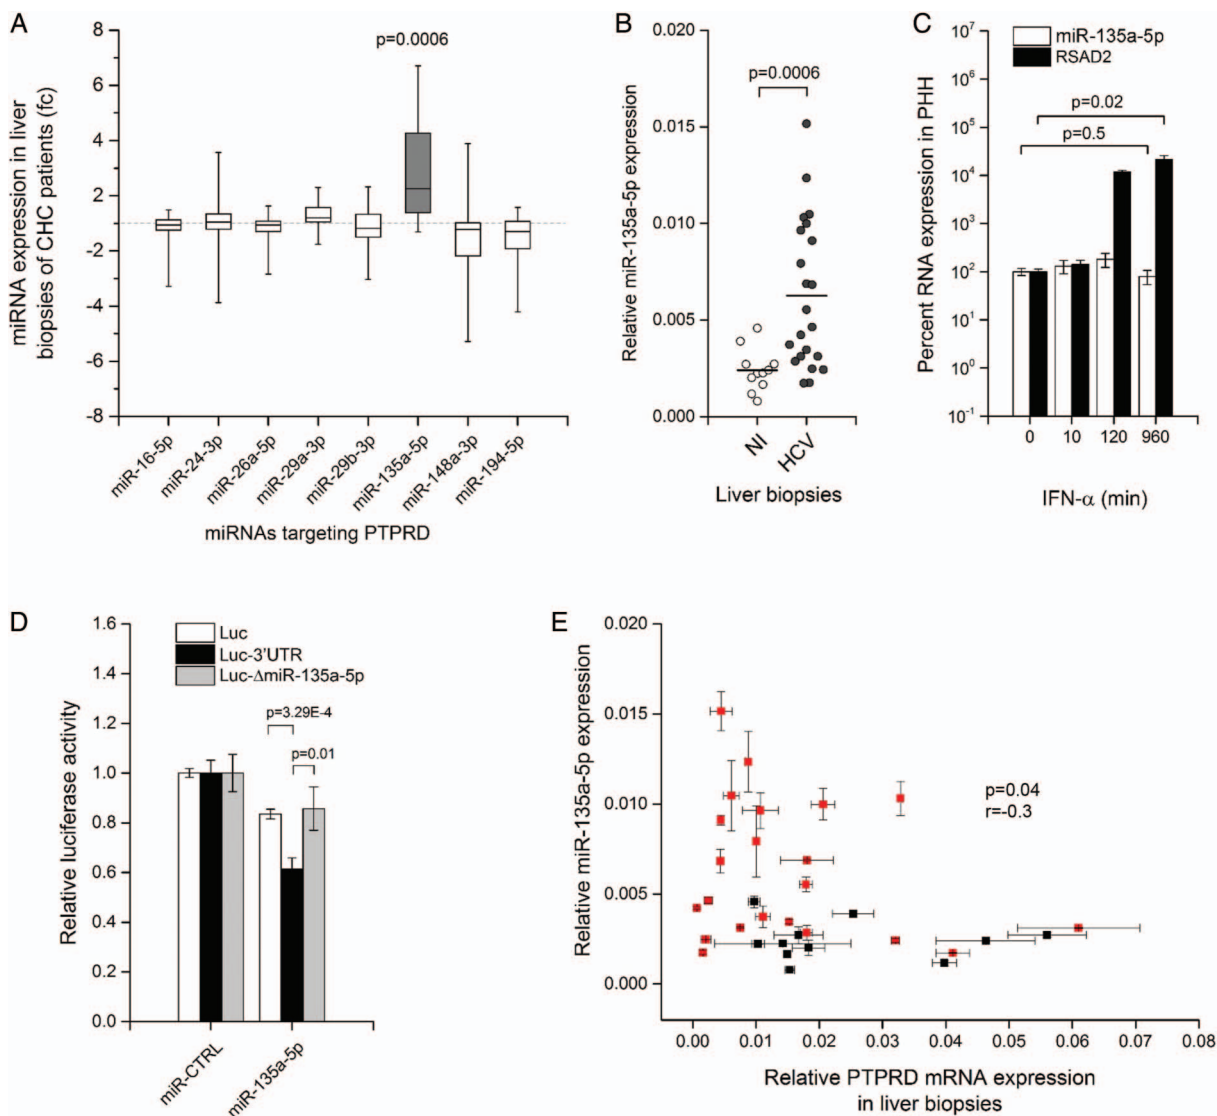 A
miRNA expression in liver
biopsies of CHC patients (fc)
8
6
4
2
-2
-4
-6
-8
p=0.0006
miR-16-5p
miR-24-3p
miR-26a-5p
miR-29a-3p
miR-29b-3p
miR-135a-5p
miR-148a-3p
miR-194-5p
miRNAs targeting PTPRD
B
Relative miR-135a-5p expression
0.020
0.015
0.010
0.005
0.000
p=0.0006
NI
HCV
Liver biopsies
C
Percent RNA expression in PHH
10^7
10^6
10^5
10^4
10^3
10^2
10^1
10^0
10^-1
miR-135a-5p
RSAD2
p=0.02
p=0.5
0 10 120 960
IFN-α (min)
D
Relative luciferase activity
1.6
1.4
1.2
1.0
0.8
0.6
0.4
0.2
0.0
Luc
Luc-3'UTR
Luc-ΔmiR-135a-5p
p=3.29E-4
p=0.01
miR-CTRL
miR-135a-5p
E
Relative miR-135a-5p expression
0.020
0.015
0.010
0.005
0.000
p=0.04
r=-0.3
0.00 0.01 0.02 0.03 0.04 0.05 0.06 0.07 0.08
Relative PTPRD mRNA expression
in liver biopsies